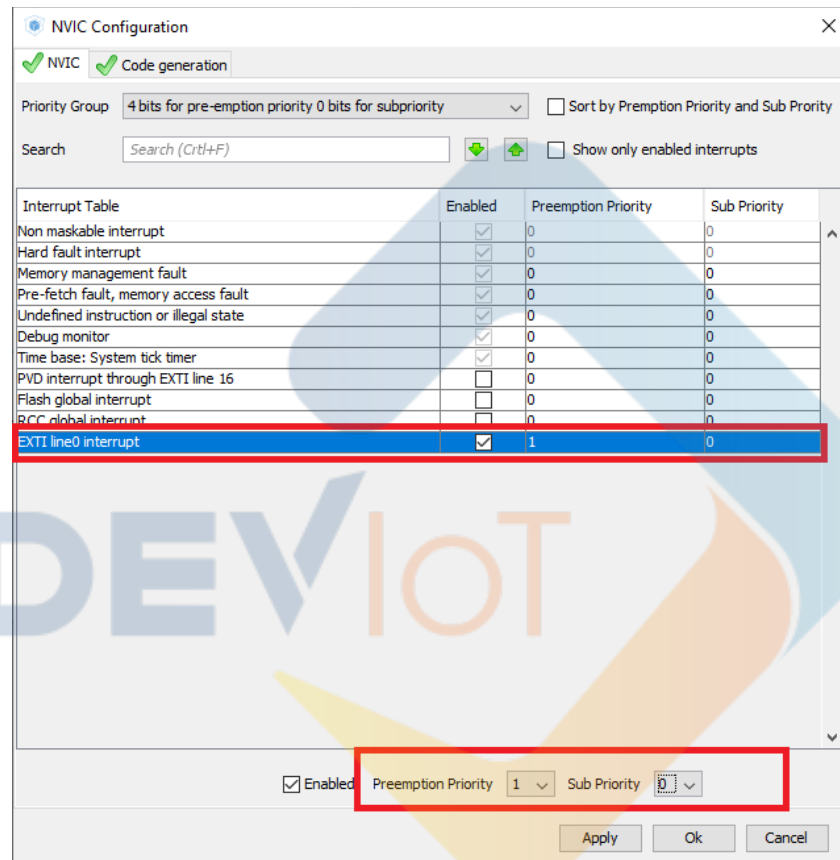 NVIC Configuration
NVIC Code generation
Priority Group 4 bits for pre-emption priority 0 bits for subpriority Sort by Premption Priority and Sub Prority
Search Search (Crtl+F) Show only enabled interrupts
Interrupt Table Enabled Preemption Priority Sub Priority
Non maskable interrupt 0 0
Hard fault interrupt 0 0
Memory management fault 0 0
Pre-fetch fault, memory access fault 0 0
Undefined instruction or illegal state 0 0
Debug monitor 0 0
Time base: System tick timer 0 0
PVD interrupt through EXTI line 16 0 0
Flash global interrupt 0 0
RCC global interrupt 0 0
EXTI line0 interrupt 1 0
DEVIoT
Enabled Preemption Priority 1 Sub Priority 0
Apply Ok Cancel